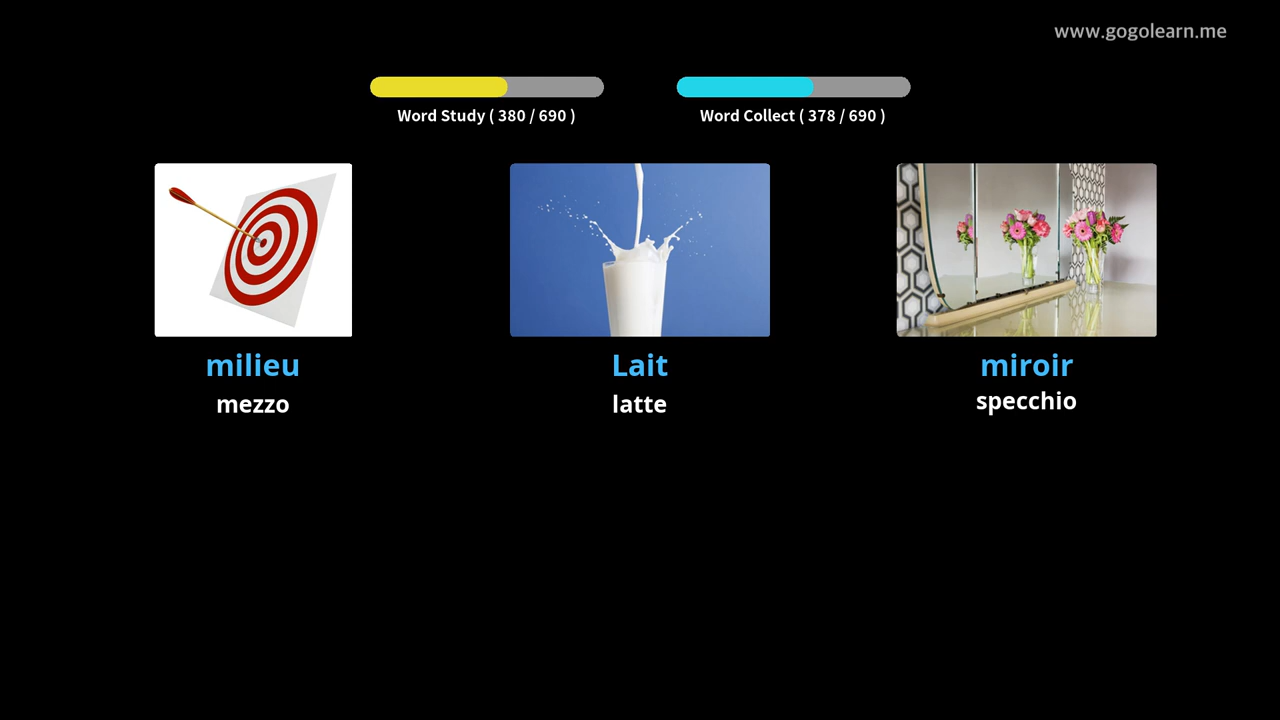 www.gogolearn.me
Word Study ( 380 / 690 )
Word Collect ( 378 / 690 )
milieu
mezzo
Lait
latte
miroir
specchio